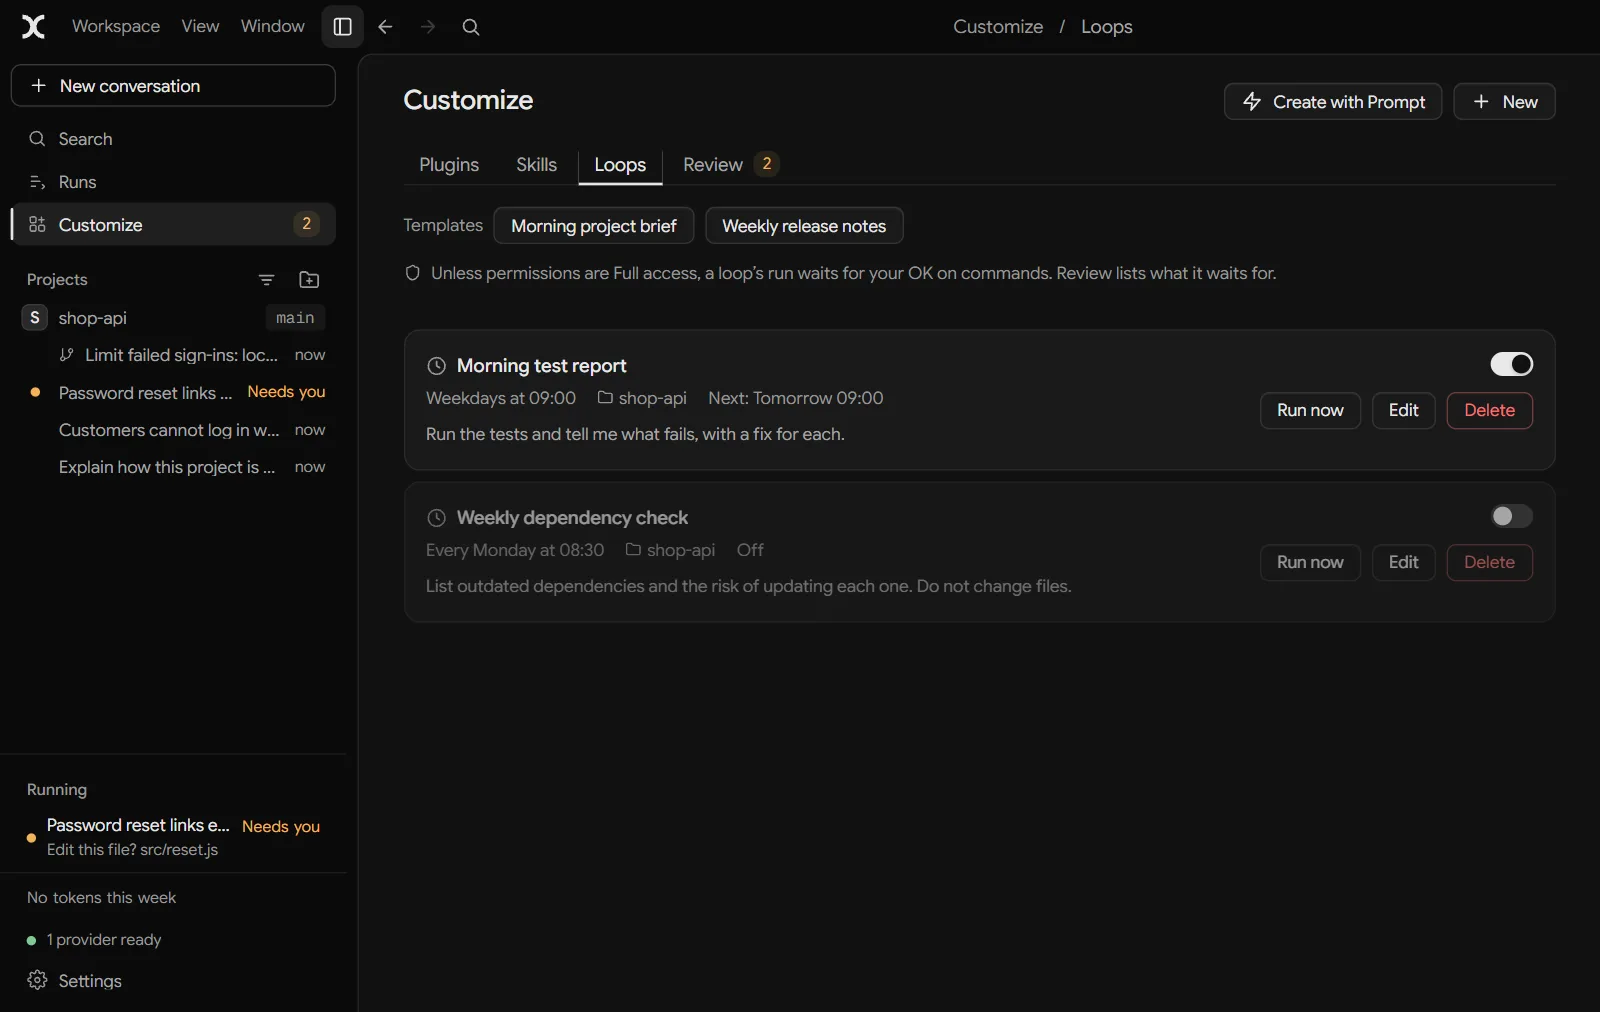 Workspace View Window
Customize / Loops
New conversation
Search
Runs
Customize 2
Projects
S shop-api main
Limit failed sign-ins: loc... now
Password reset links ... Needs you
Customers cannot log in w... now
Explain how this project is ... now
Running
Password reset links e... Needs you
Edit this file? src/reset.js
No tokens this week
1 provider ready
Settings
Customize
Create with Prompt
New
Plugins Skills Loops Review 2
Templates Morning project brief Weekly release notes
Unless permissions are Full access, a loop’s run waits for your OK on commands. Review lists what it waits for.
Morning test report
Weekdays at 09:00 shop-api Next: Tomorrow 09:00
Run the tests and tell me what fails, with a fix for each.
Run now Edit Delete
Weekly dependency check
Every Monday at 08:30 shop-api Off
List outdated dependencies and the risk of updating each one. Do not change files.
Run now Edit Delete